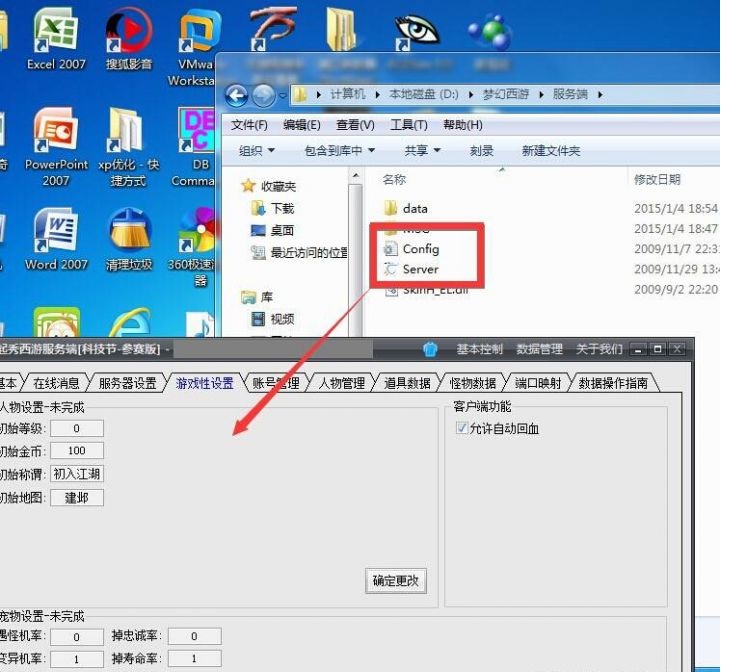 Excel 2007
搜狐影音
VMwa
Worksta
计算机 本地磁盘 (D:) 梦幻西游 服务端
文件(F) 编辑(E) 查看(V) 工具(T) 帮助(H)
组织 包含到库中 共享 刻录 新建文件夹
PowerPoint
2007
xp优化 - 快
捷方式
DB
Comma
收藏夹
下载
桌面
最近访问的位置
库
视频
名称 修改日期
data 2015/1/4 18:54
2015/1/4 18:47
Config 2009/11/7 22:3
Server 2009/11/29 13:
SkinH_EL.dll 2009/9/2 22:20
Word 2007
清理垃圾
360极速浏
器
起秀西游服务端[科技节-参赛版] -
基本控制 数据管理 关于我们
基本 在线消息 服务器设置 游戏性设置 账号管理 人物管理 道具数据 怪物数据 端口映射 数据操作指南
人物设置-未完成
初始等级: 0
初始金币: 100
初始称谓: 初入江湖
初始地图: 建邺
确定更改
客户端功能
允许自动回血
宠物设置-未完成
遇怪机率: 0 掉忠诚率: 0
变异机率: 1 掉寿命率: 1